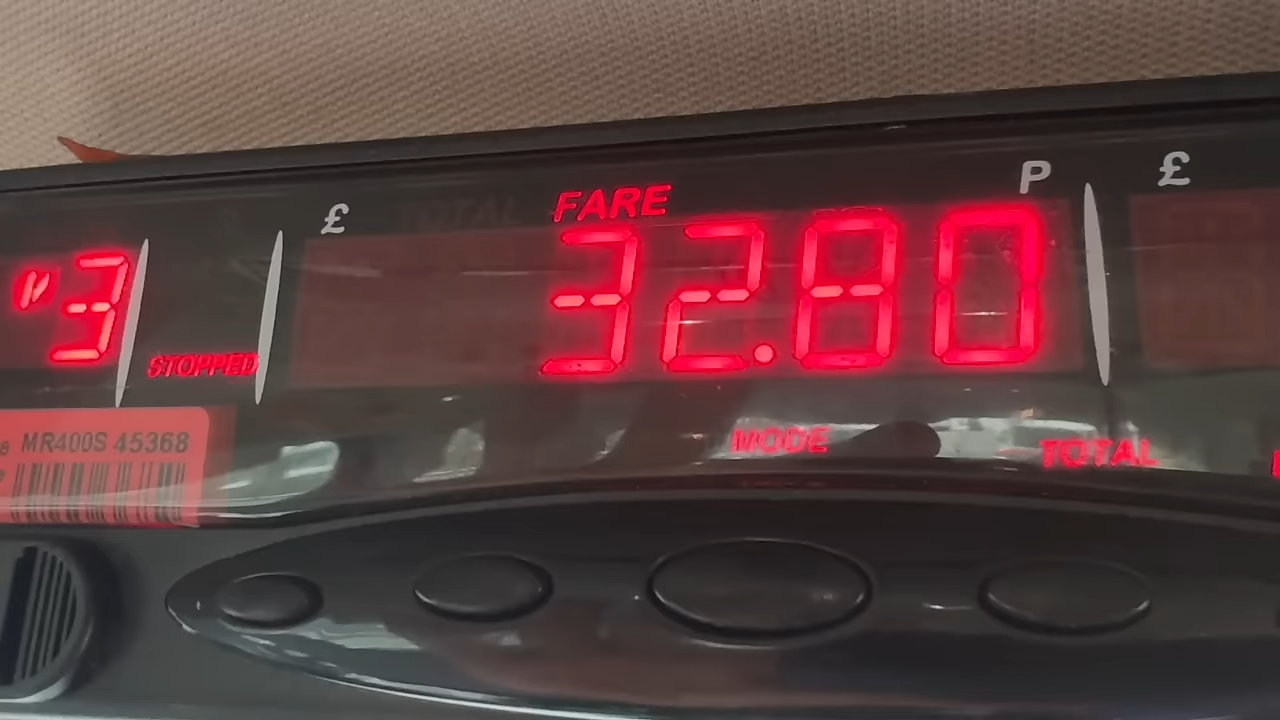 £ FARE P £
3 32.80
STOPPED
MR400S 45368
MODE TOTAL